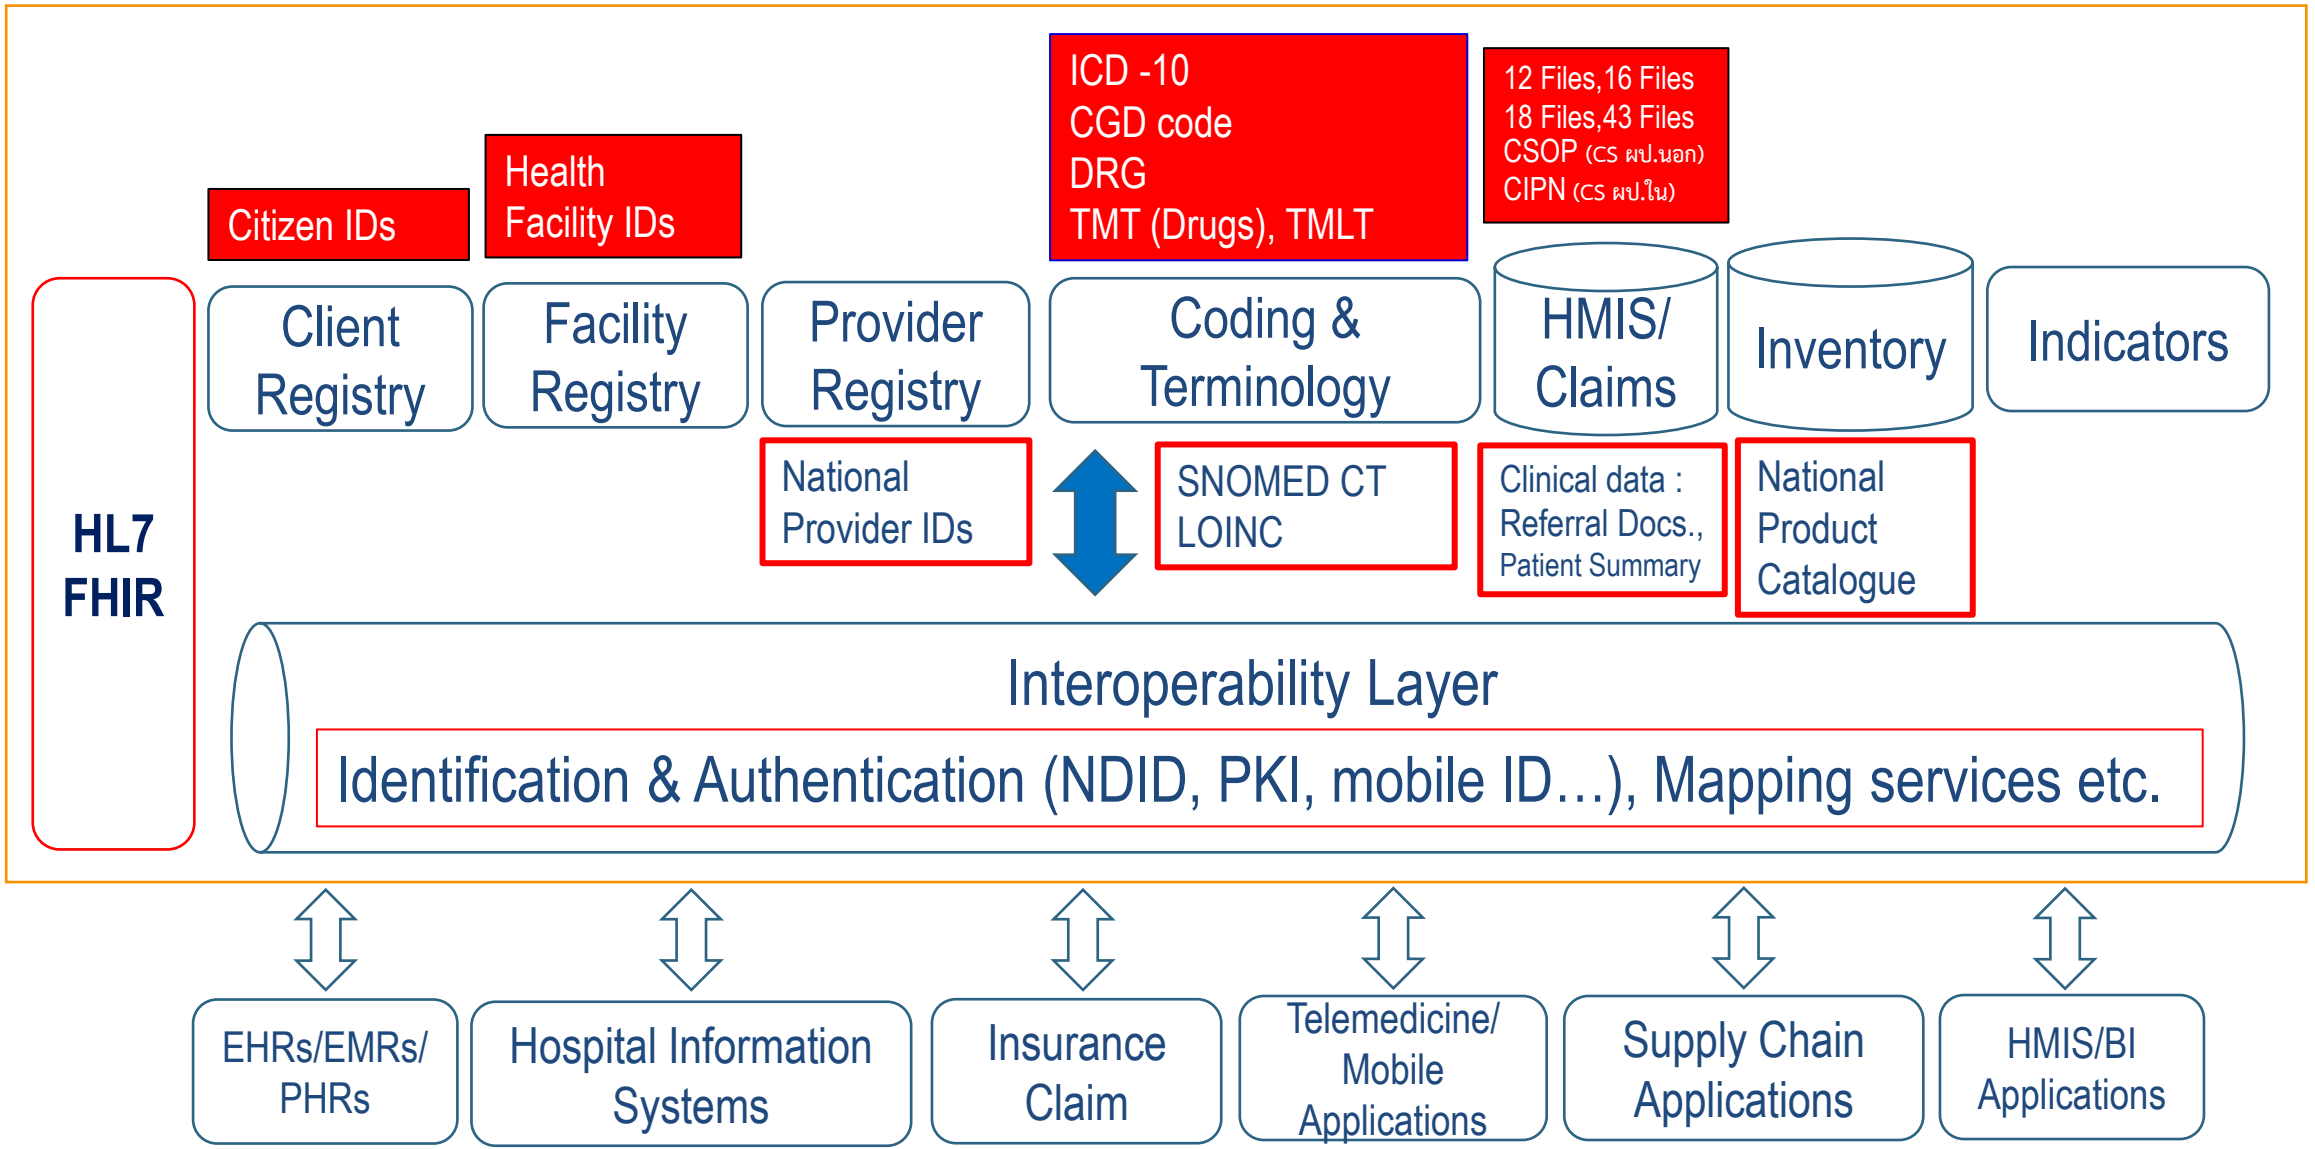 Citizen IDs
Health
Facility IDs
ICD -10
CGD code
DRG
TMT (Drugs), TMLT
12 Files,16 Files
18 Files,43 Files
CSOP (CS ผป.นอก)
CIPN (CS ผป.ใน)
HL7
FHIR
Client
Registry
Facility
Registry
Provider
Registry
Coding &
Terminology
HMIS/
Claims
Inventory
Indicators
National
Provider IDs
SNOMED CT
LOINC
Clinical data :
Referral Docs.,
Patient Summary
National
Product
Catalogue
Interoperability Layer
Identification & Authentication (NDID, PKI, mobile ID…), Mapping services etc.
EHRs/EMRs/
PHRs
Hospital Information
Systems
Insurance
Claim
Telemedicine/
Mobile
Applications
Supply Chain
Applications
HMIS/BI
Applications